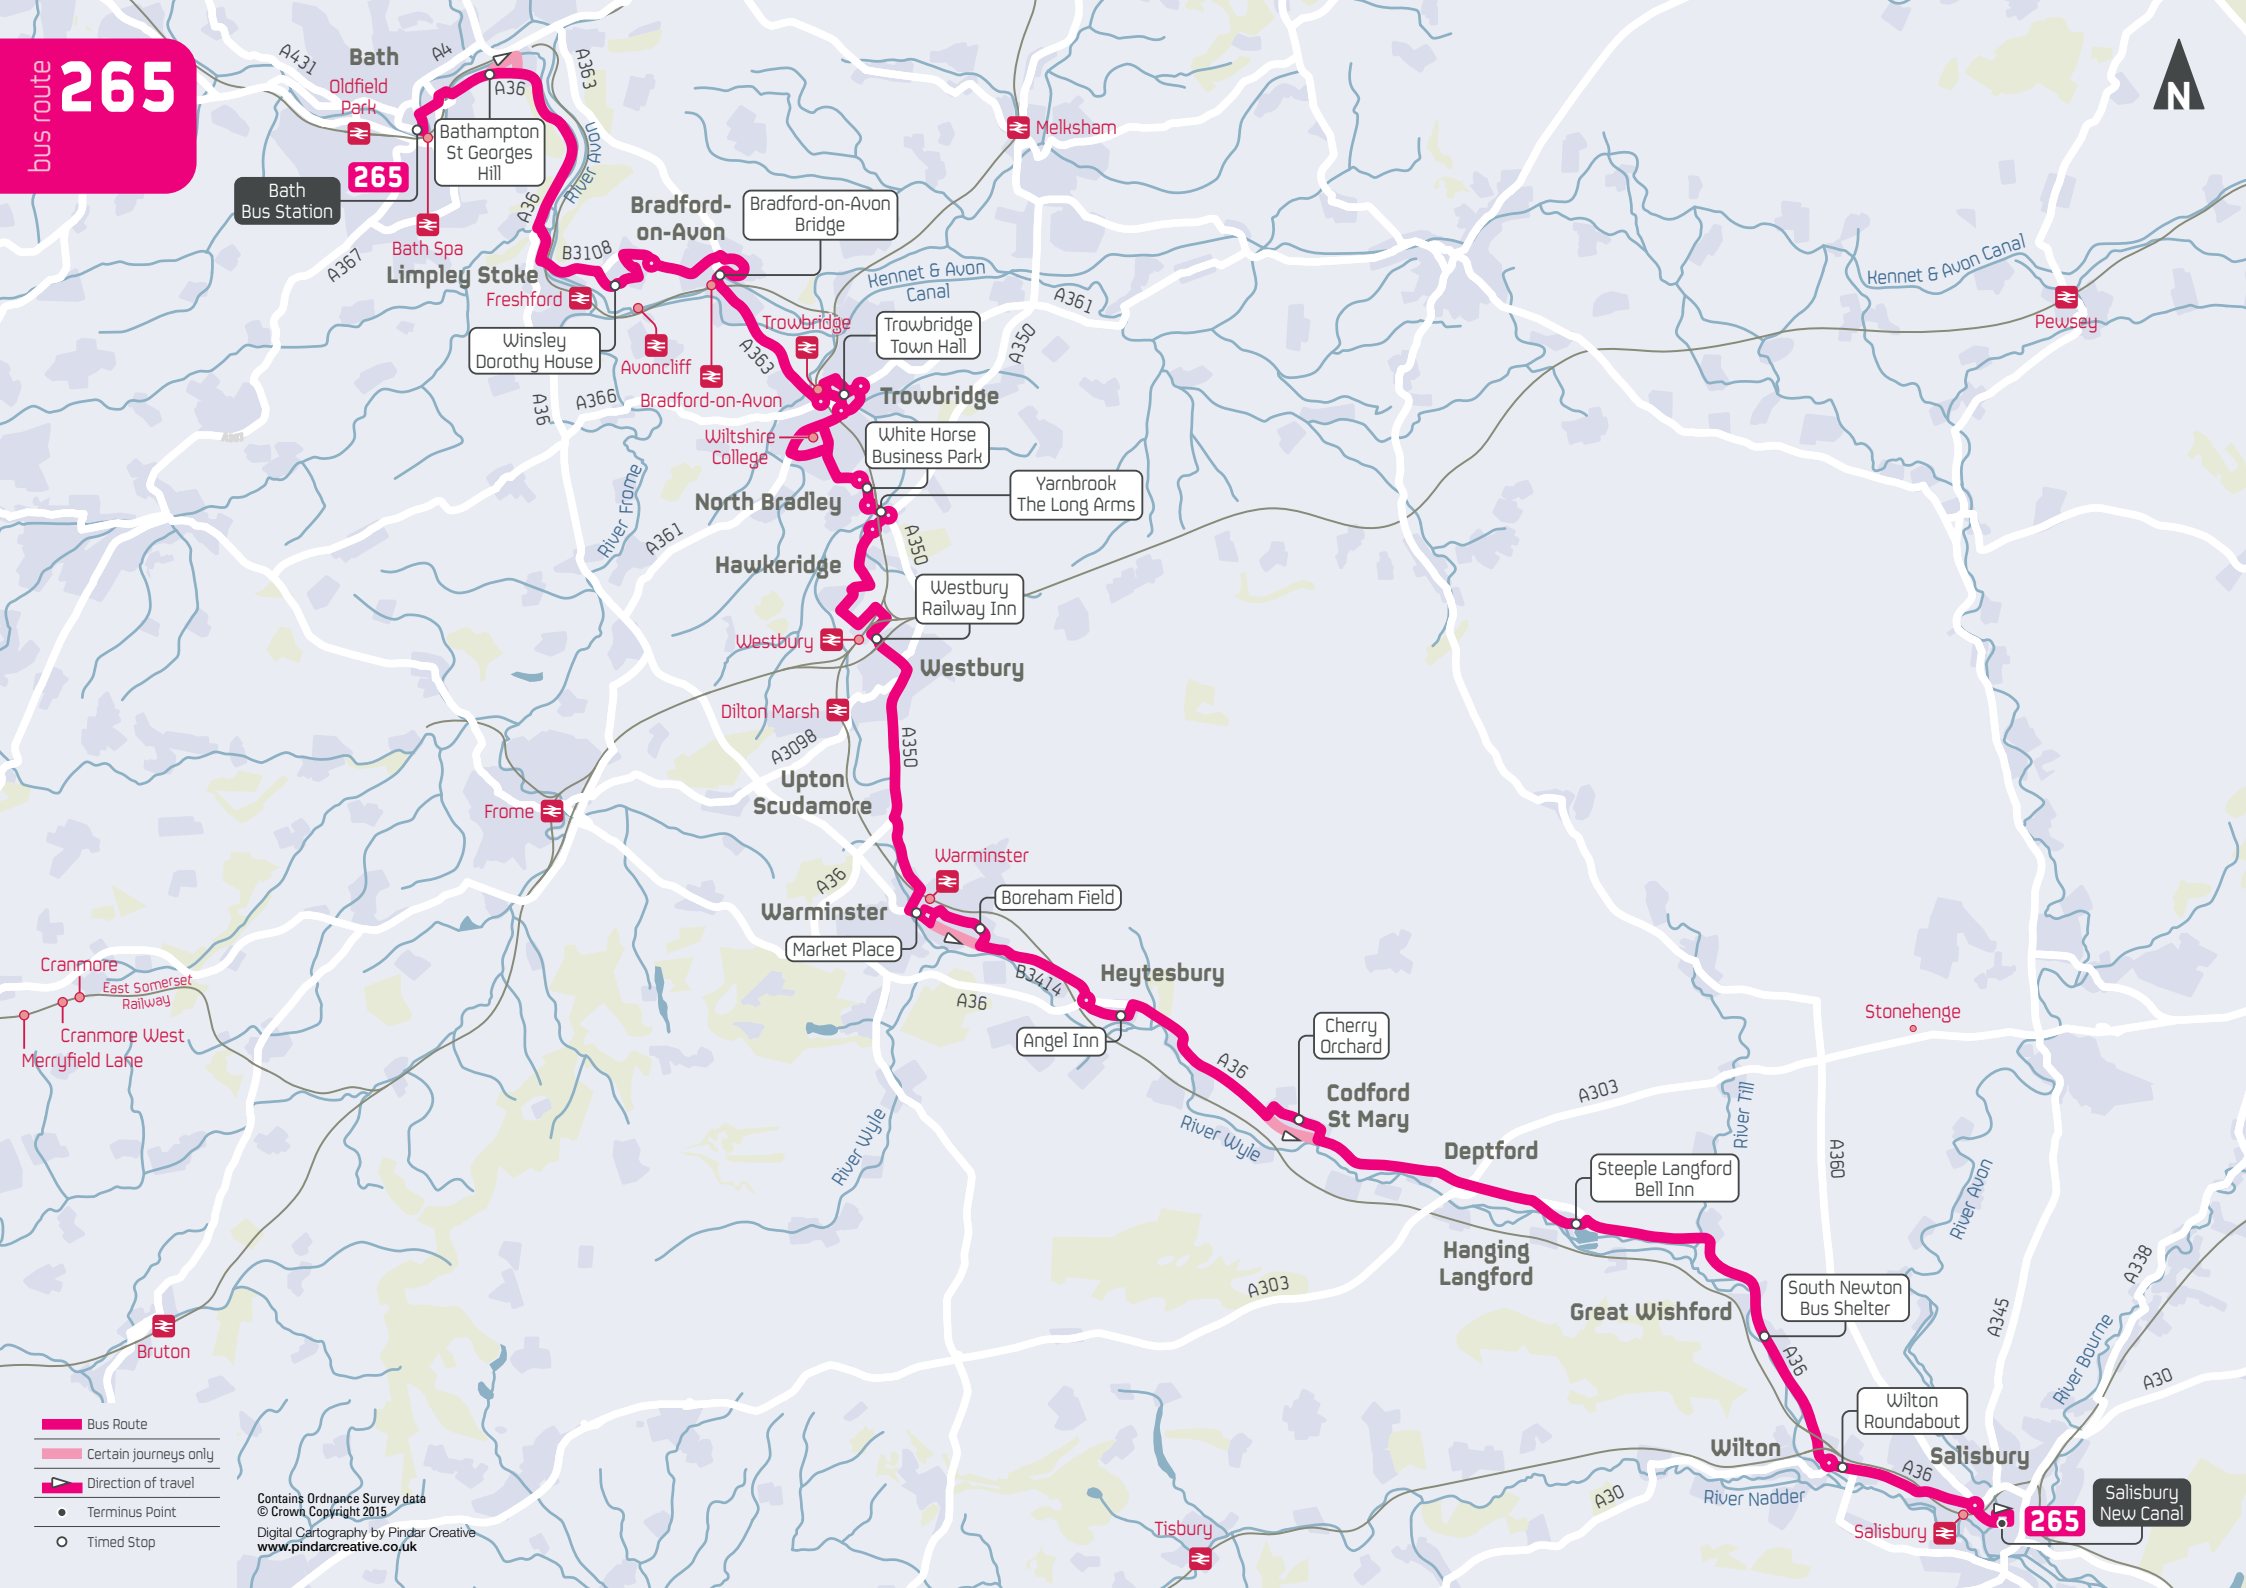 bus route
265
Bath
A431
A4
A363
Oldfield
Park
A36
Bathampton
St Georges
Hill
River Avon
265
Bath
Bus Station
Bath Spa
A36
A367
Limpley Stoke
B3108
Freshford
Bradford-
on-Avon
Bradford-on-Avon
Bridge
Melksham
Kennet & Avon
Canal
Kennet & Avon Canal
Pewsey
A361
A350
Winsley
Dorothy House
Avoncliff
Bradford-on-Avon
A363
Trowbridge
Trowbridge
Town Hall
Trowbridge
A36
A366
A361
Wiltshire
College
White Horse
Business Park
Yarnbrook
The Long Arms
North Bradley
River Frome
A361
A350
Hawkeridge
Westbury
Railway Inn
Westbury
Westbury
Dilton Marsh
A3098
A350
Upton
Scudamore
Frome
A36
Warminster
Warminster
Boreham Field
Market Place
B3414
A36
Heytesbury
Angel Inn
Cranmore
East Somerset
Railway
Cranmore West
Merryfield Lane
Stonehenge
Cherry
Orchard
A36
Codford
St Mary
River Wyle
River Wyle
A303
River Till
A360
Deptford
Steeple Langford
Bell Inn
River Avon
Hanging
Langford
A303
Great Wishford
South Newton
Bus Shelter
A338
A345
River Bourne
A30
Bruton
A36
Wilton
Roundabout
Wilton
Salisbury
A36
A30
River Nadder
Tisbury
Salisbury
265
Salisbury
New Canal
N
Bus Route
Certain journeys only
Direction of travel
Terminus Point
Timed Stop
Contains Ordnance Survey data
© Crown Copyright 2015
Digital Cartography by Pindar Creative
www.pindarcreative.co.uk